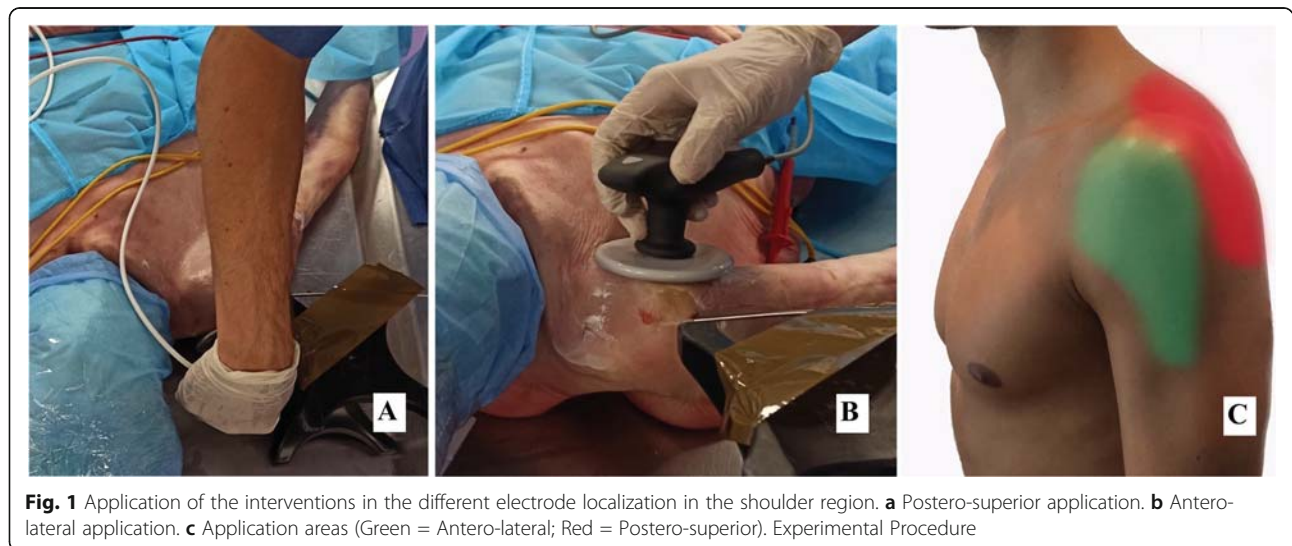 A
B
C
Fig. 1 Application of the interventions in the different electrode localization in the shoulder region. a Postero-superior application. b Antero-
lateral application. c Application areas (Green = Antero-lateral; Red = Postero-superior). Experimental Procedure